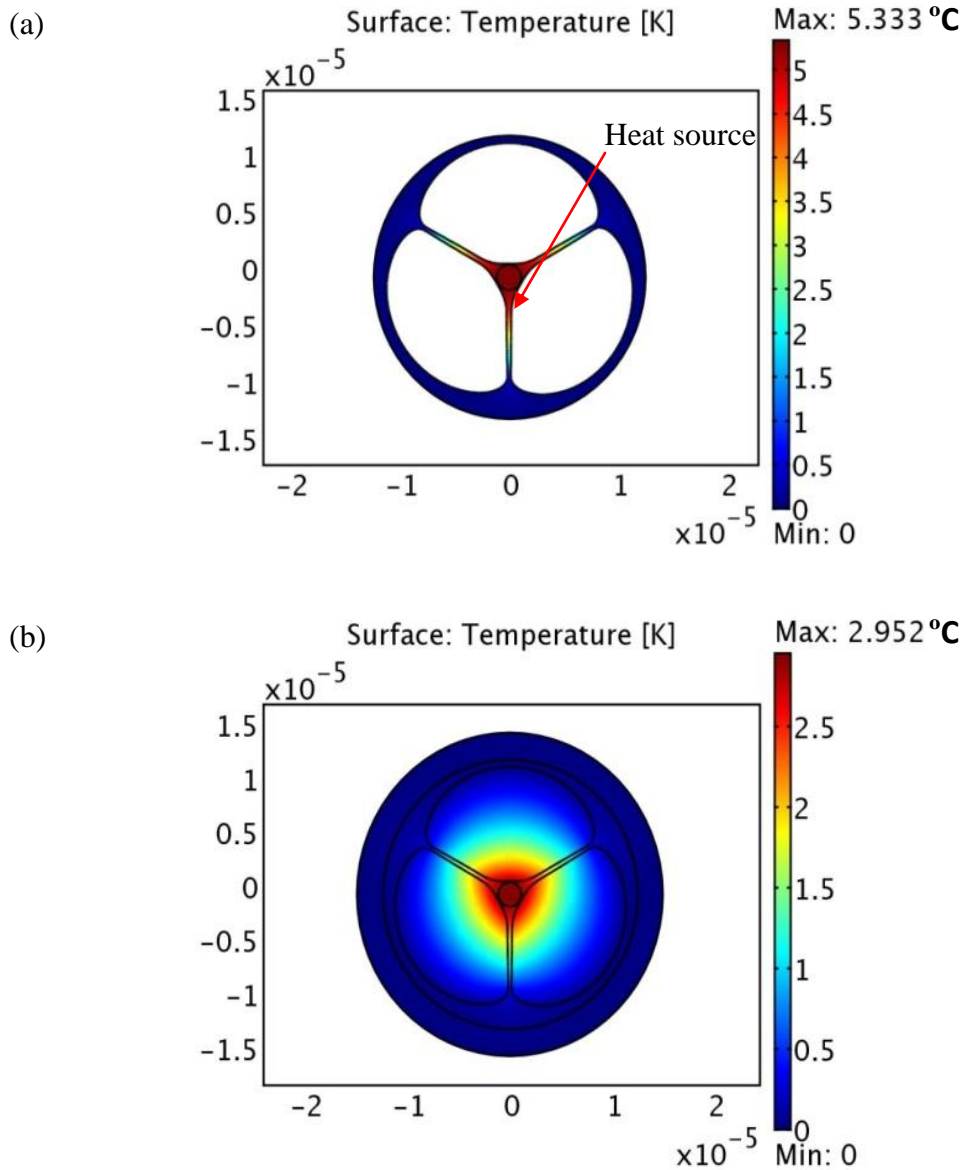 (a)
Surface: Temperature [K]
Max: 5.333 °C
x10⁻⁵
1.5
1
0.5
0
−0.5
−1
−1.5
Heat source
5
4.5
4
3.5
3
2.5
2
1.5
1
0.5
0
−2 −1 0 1 2
x10⁻⁵
Min: 0
(b)
Surface: Temperature [K]
Max: 2.952 °C
x10⁻⁵
1.5
1
0.5
0
−0.5
−1
−1.5
2.5
2
1.5
1
0.5
0
−2 −1 0 1 2
x10⁻⁵
Min: 0